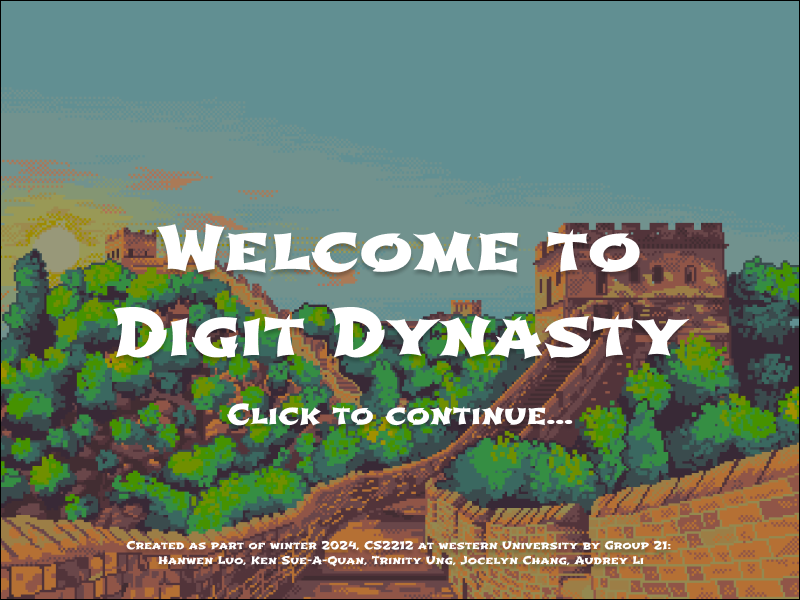 Welcome to
Digit Dynasty
Click to continue...
Created as part of winter 2024, CS2212 at western University by Group 21:
Hanwen Luo, Ken Sue-A-Quan, Trinity Ung, Jocelyn Chang, Audrey Li